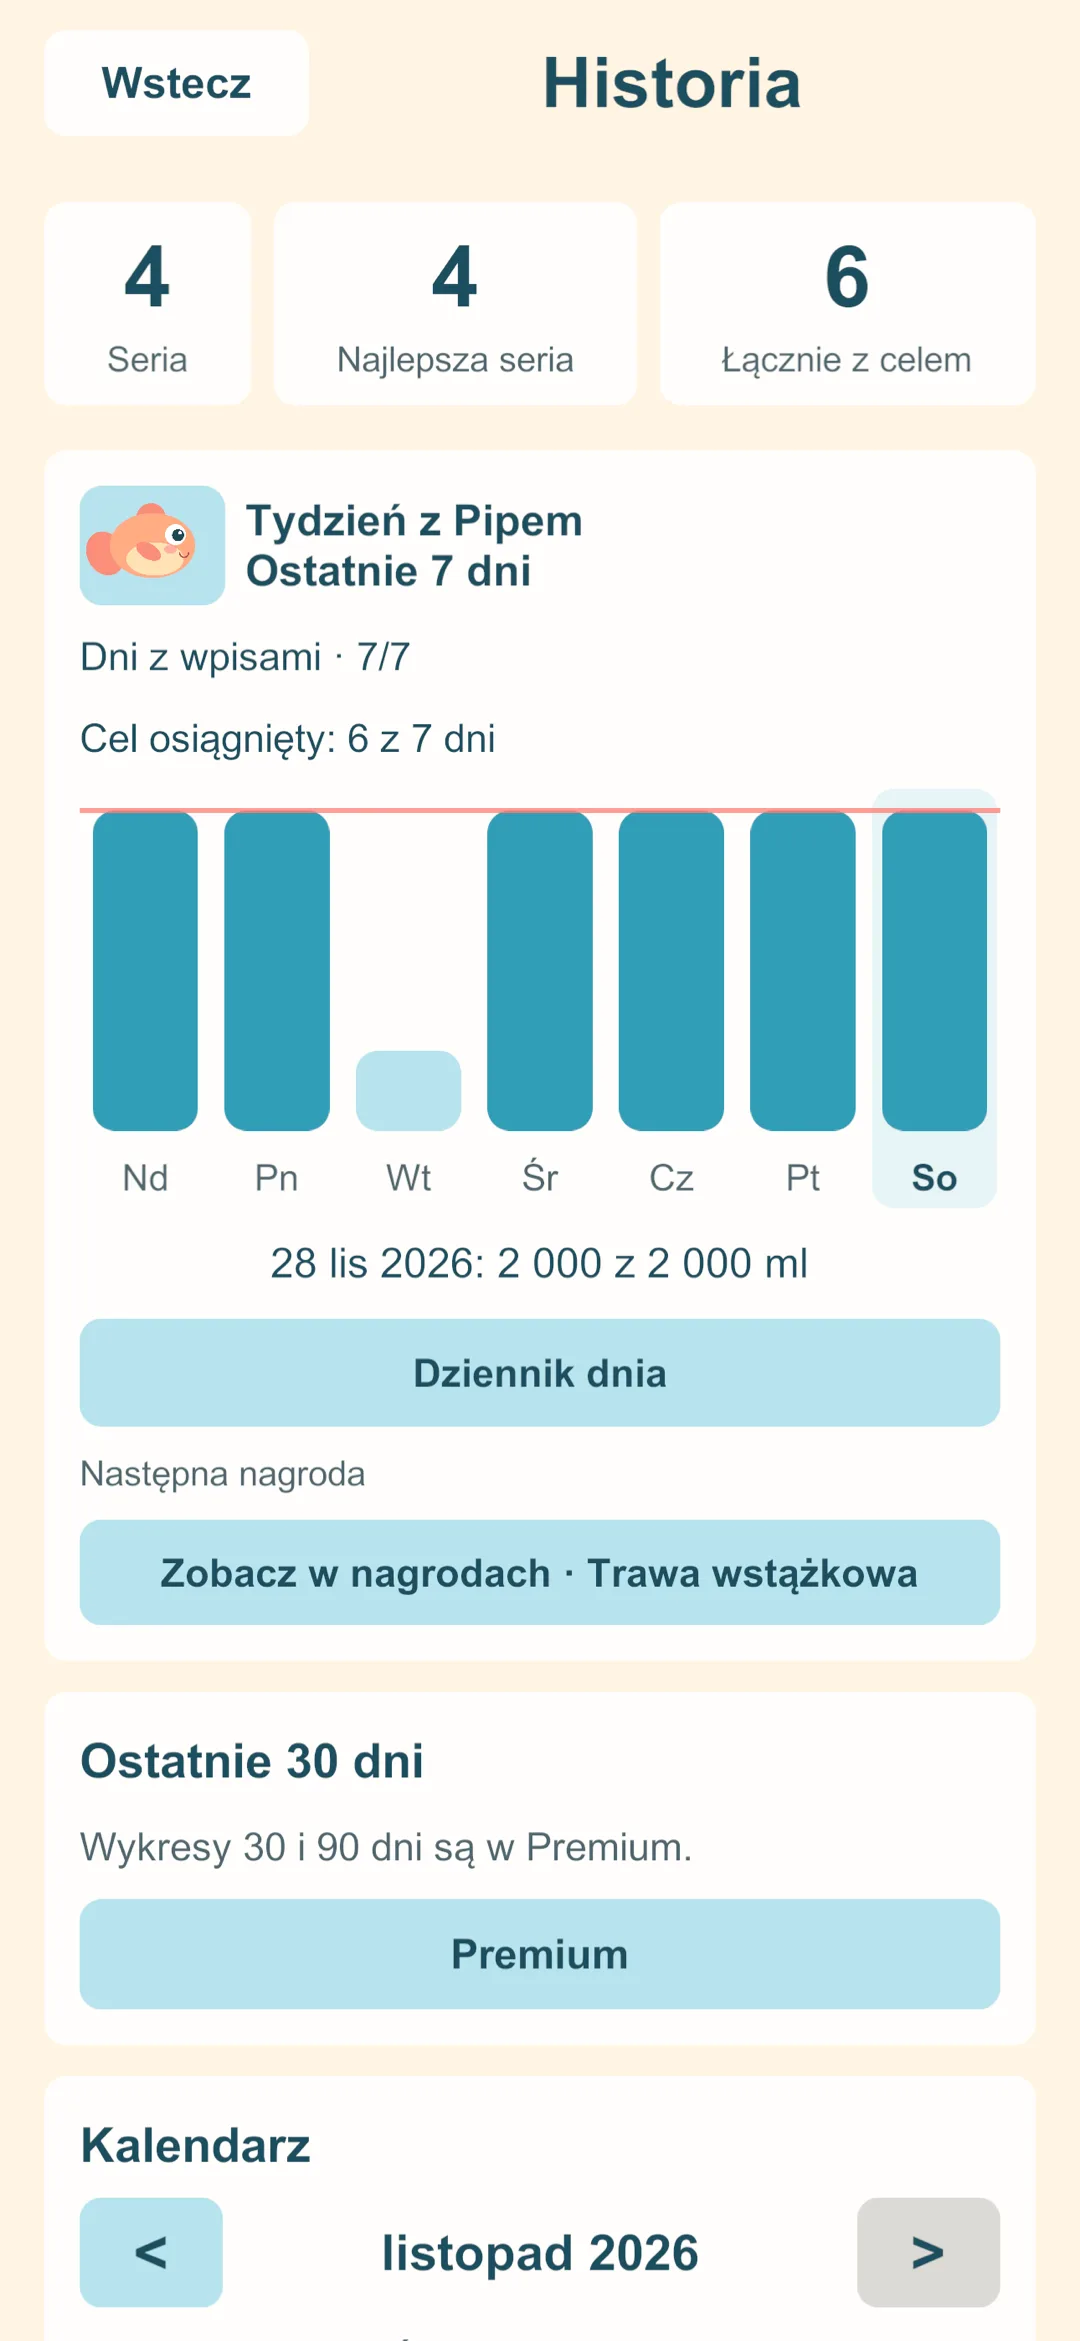 Wstecz
Historia
4
Seria
4
Najlepsza seria
6
Łącznie z celem
Tydzień z Pipem
Ostatnie 7 dni
Dni z wpisami · 7/7
Cel osiągnięty: 6 z 7 dni
Nd Pn Wt Śr Cz Pt So
28 lis 2026: 2 000 z 2 000 ml
Dziennik dnia
Następna nagroda
Zobacz w nagrodach · Trawa wstążkowa
Ostatnie 30 dni
Wykresy 30 i 90 dni są w Premium.
Premium
Kalendarz
< listopad 2026 >